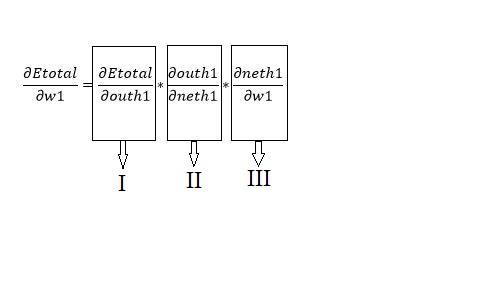 ∂Etotal/∂w1 = ∂Etotal/∂outh1 * ∂outh1/∂neth1 * ∂neth1/∂w1
I II III